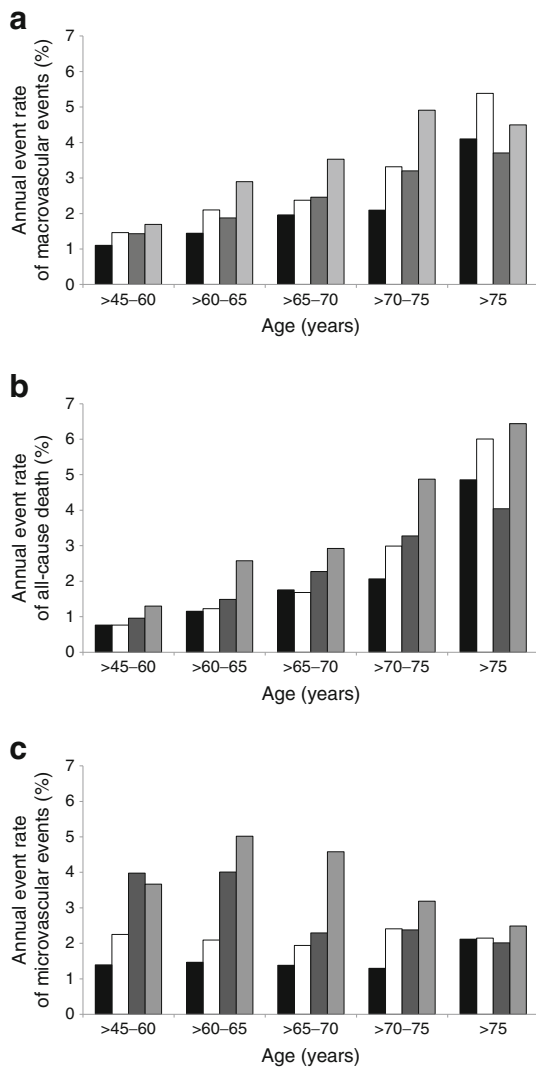 a
Annual event rate
of macrovascular events (%)
7
6
5
4
3
2
1
0
>45–60 >60–65 >65–70 >70–75 >75
Age (years)
b
Annual event rate
of all-cause death (%)
7
6
5
4
3
2
1
0
>45–60 >60–65 >65–70 >70–75 >75
Age (years)
c
Annual event rate
of microvascular events (%)
7
6
5
4
3
2
1
0
>45–60 >60–65 >65–70 >70–75 >75
Age (years)